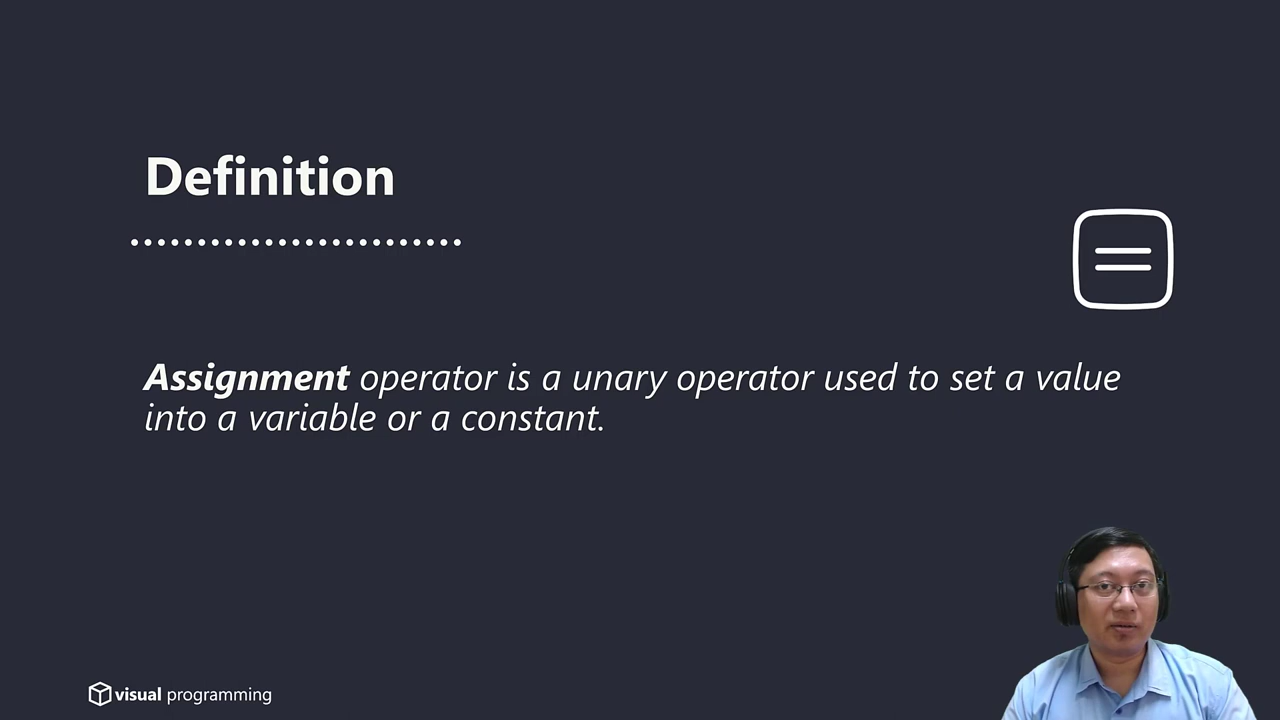 Definition
Assignment operator is a unary operator used to set a value
into a variable or a constant.
visual programming